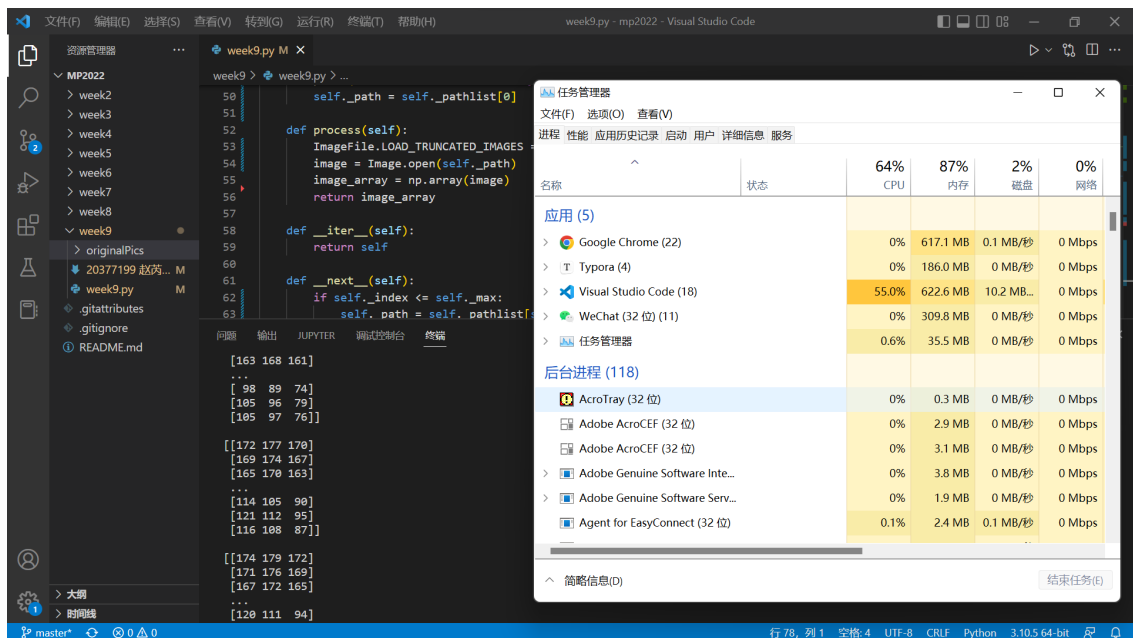 文件(F) 编辑(E) 选择(S) 查看(V) 转到(G) 运行(R) 终端(T) 帮助(H) week9.py - mp2022 - Visual Studio Code
资源管理器
MP2022
week2
week3
week4
week5
week6
week7
week8
week9
originalPics
20377199 赵芮... M
week9.py M
.gitattributes
.gitignore
README.md
大纲
时间线
week9.py M
week9 > week9.py > ...
50 self._path = self._pathlist[0]
51
52 def process(self):
53 ImageFile.LOAD_TRUNCATED_IMAGES =
54 image = Image.open(self._path)
55 image_array = np.array(image)
56 return image_array
57
58 def __iter__(self):
59 return self
60
61 def __next__(self):
62 if self._index <= self._max:
63 self._path = self._pathlist[
问题 输出 JUPYTER 调试控制台 终端
[163 168 161]
...
[ 98 89 74]
[105 96 79]
[105 97 76]]
[[172 177 170]
[169 174 167]
[165 170 163]
...
[114 105 90]
[121 112 95]
[116 108 87]]
[[174 179 172]
[171 176 169]
[167 172 165]
...
[120 111 94]
任务管理器
文件(F) 选项(O) 查看(V)
进程 性能 应用历史记录 启动 用户 详细信息 服务
64% 87% 2% 0%
名称 状态 CPU 内存 磁盘 网络
应用 (5)
Google Chrome (22) 0% 617.1 MB 0.1 MB/秒 0 Mbps
Typora (4) 0% 186.0 MB 0 MB/秒 0 Mbps
Visual Studio Code (18) 55.0% 622.6 MB 10.2 MB... 0 Mbps
WeChat (32 位) (11) 0% 309.8 MB 0 MB/秒 0 Mbps
任务管理器 0.6% 35.5 MB 0 MB/秒 0 Mbps
后台进程 (118)
AcroTray (32 位) 0% 0.3 MB 0 MB/秒 0 Mbps
Adobe AcroCEF (32 位) 0% 2.9 MB 0 MB/秒 0 Mbps
Adobe AcroCEF (32 位) 0% 3.1 MB 0 MB/秒 0 Mbps
Adobe Genuine Software Inte... 0% 3.8 MB 0 MB/秒 0 Mbps
Adobe Genuine Software Serv... 0% 1.9 MB 0 MB/秒 0 Mbps
Agent for EasyConnect (32 位) 0.1% 2.4 MB 0.1 MB/秒 0 Mbps
简略信息(D) 结束任务(E)
2
1
master* 0 0 行 78，列 1 空格: 4 UTF-8 CRLF Python 3.10.5 64-bit